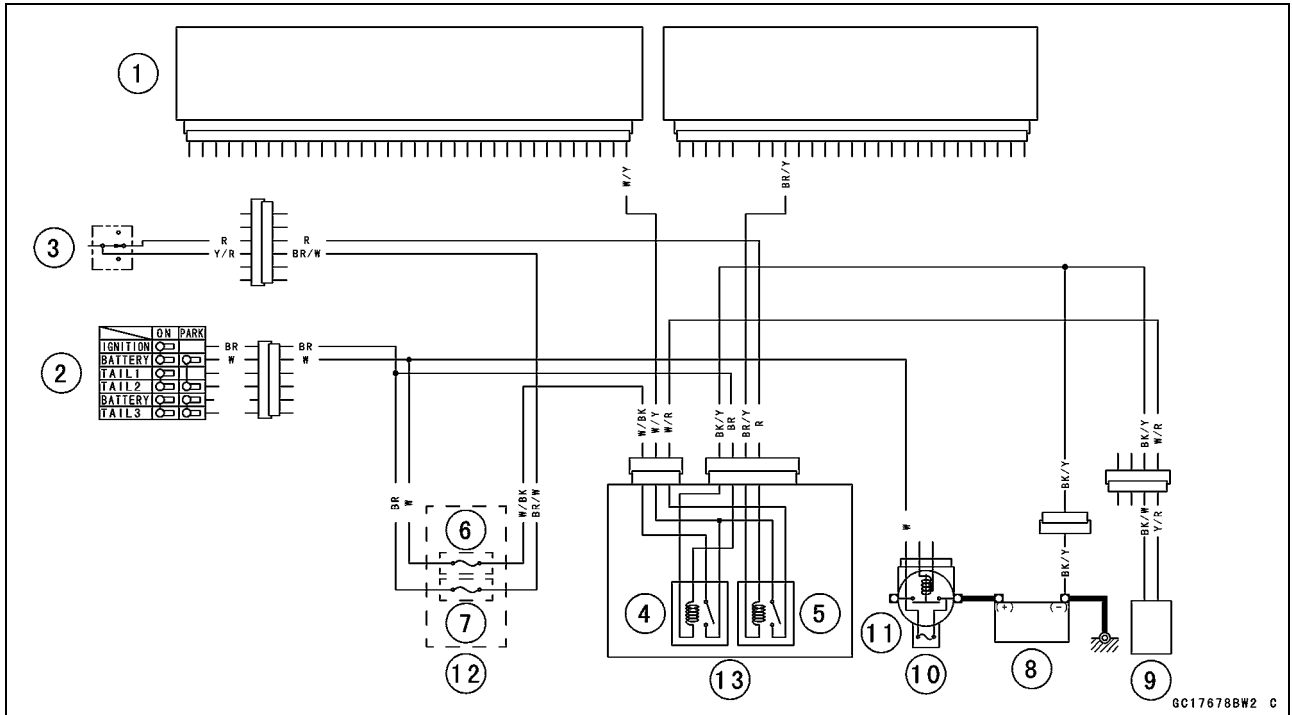 1
W/Y
BR/Y
3
R
R
Y/R
BR/W
2
ON PARK
IGNITION
BATTERY
TAIL1
TAIL2
BATTERY
TAIL3
BR
BR
W
W
W/BK
W/Y
W/R
BK/Y
BR
BR/Y
R
BK/Y
W/R
BR
W
W/BK
BR/W
6
7
12
4
5
13
W
11
10
BK/Y
BK/Y
(+)
(-)
8
BK/W
Y/R
9
GC17678BW2 C